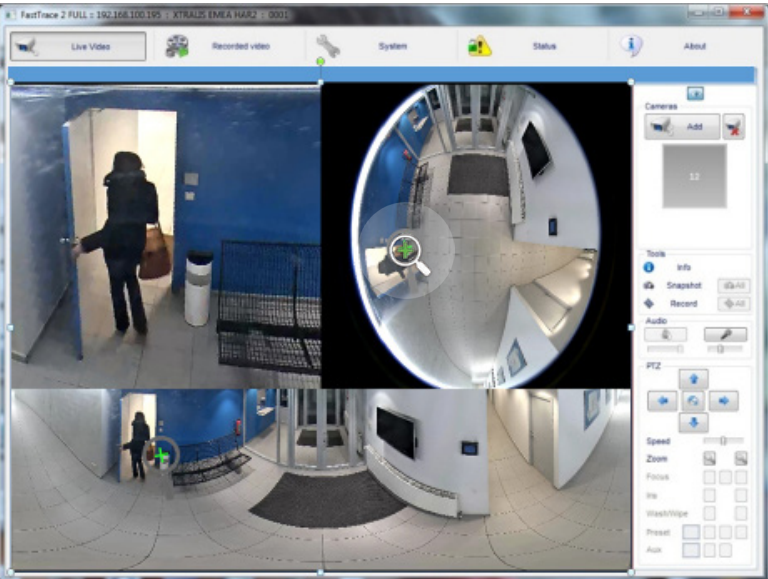 FastTrace 2 FULL :: 192.168.100.195 : XTRALIS EMEA HAR2 : 0001
Live Video
Recorded video
System
Status
About
Cameras
Add
12
Tools
Info
Snapshot
All
Record
All
Audio
PTZ
Speed
Zoom
Focus
Iris
Wash/Wipe
Preset
Aux